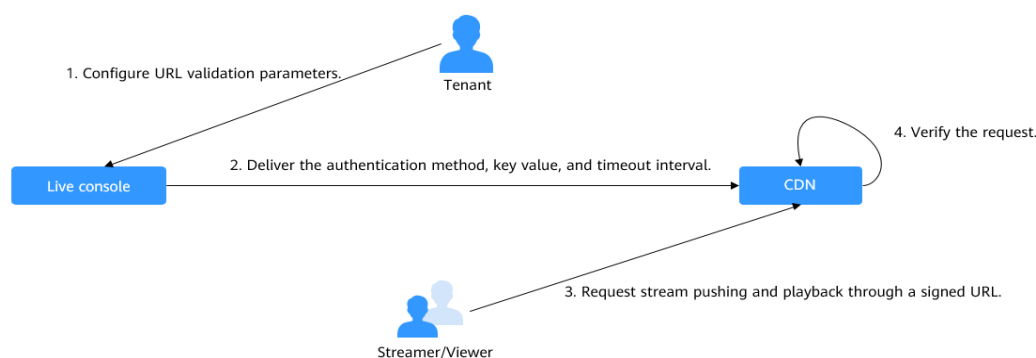 1. Configure URL validation parameters.
Tenant
4. Verify the request.
2. Deliver the authentication method, key value, and timeout interval.
Live console
CDN
3. Request stream pushing and playback through a signed URL.
Streamer/Viewer